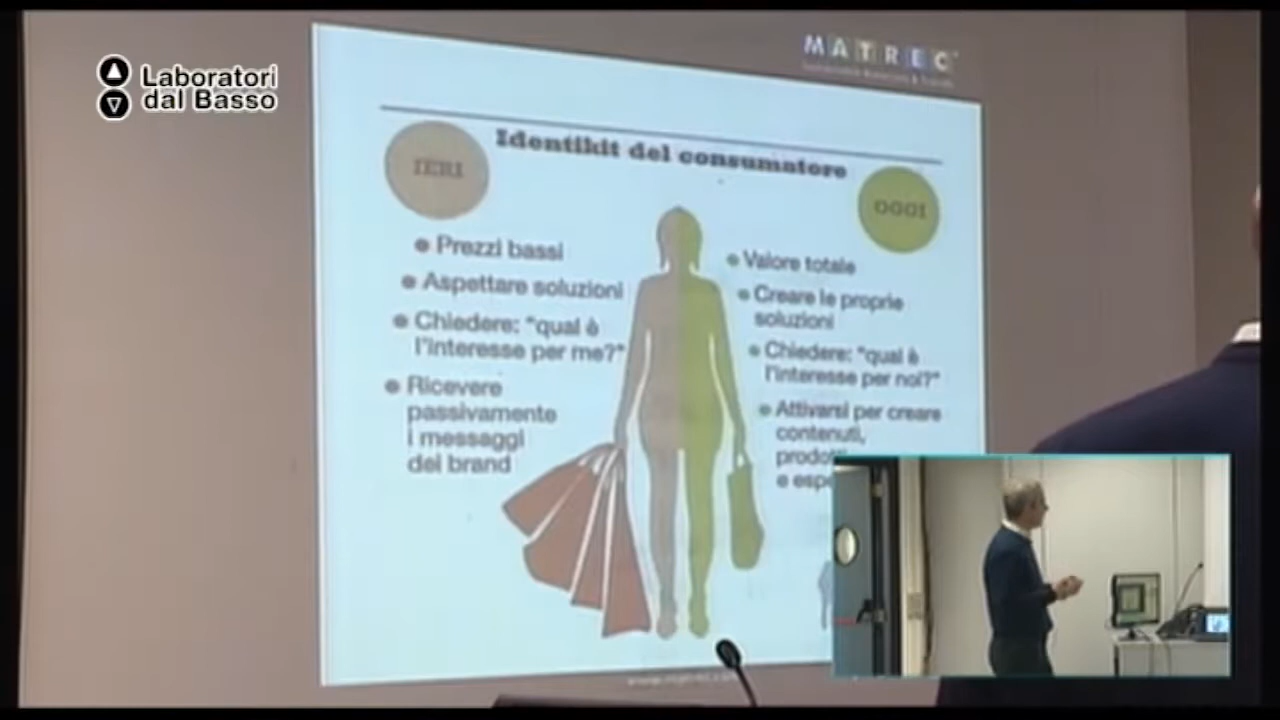 Laboratori
dal Basso
MATREC
Identikit del consumatore
IERI
OGGI
● Prezzi bassi
● Aspettare soluzioni
● Chiedere: "qual è
l'interesse per me?"
● Ricevere
passivamente
i messaggi
dei brand
● Valore totale
● Creare le proprie
soluzioni
● Chiedere: "qual è
l'interesse per noi?"
● Attivarsi per creare
contenuti,